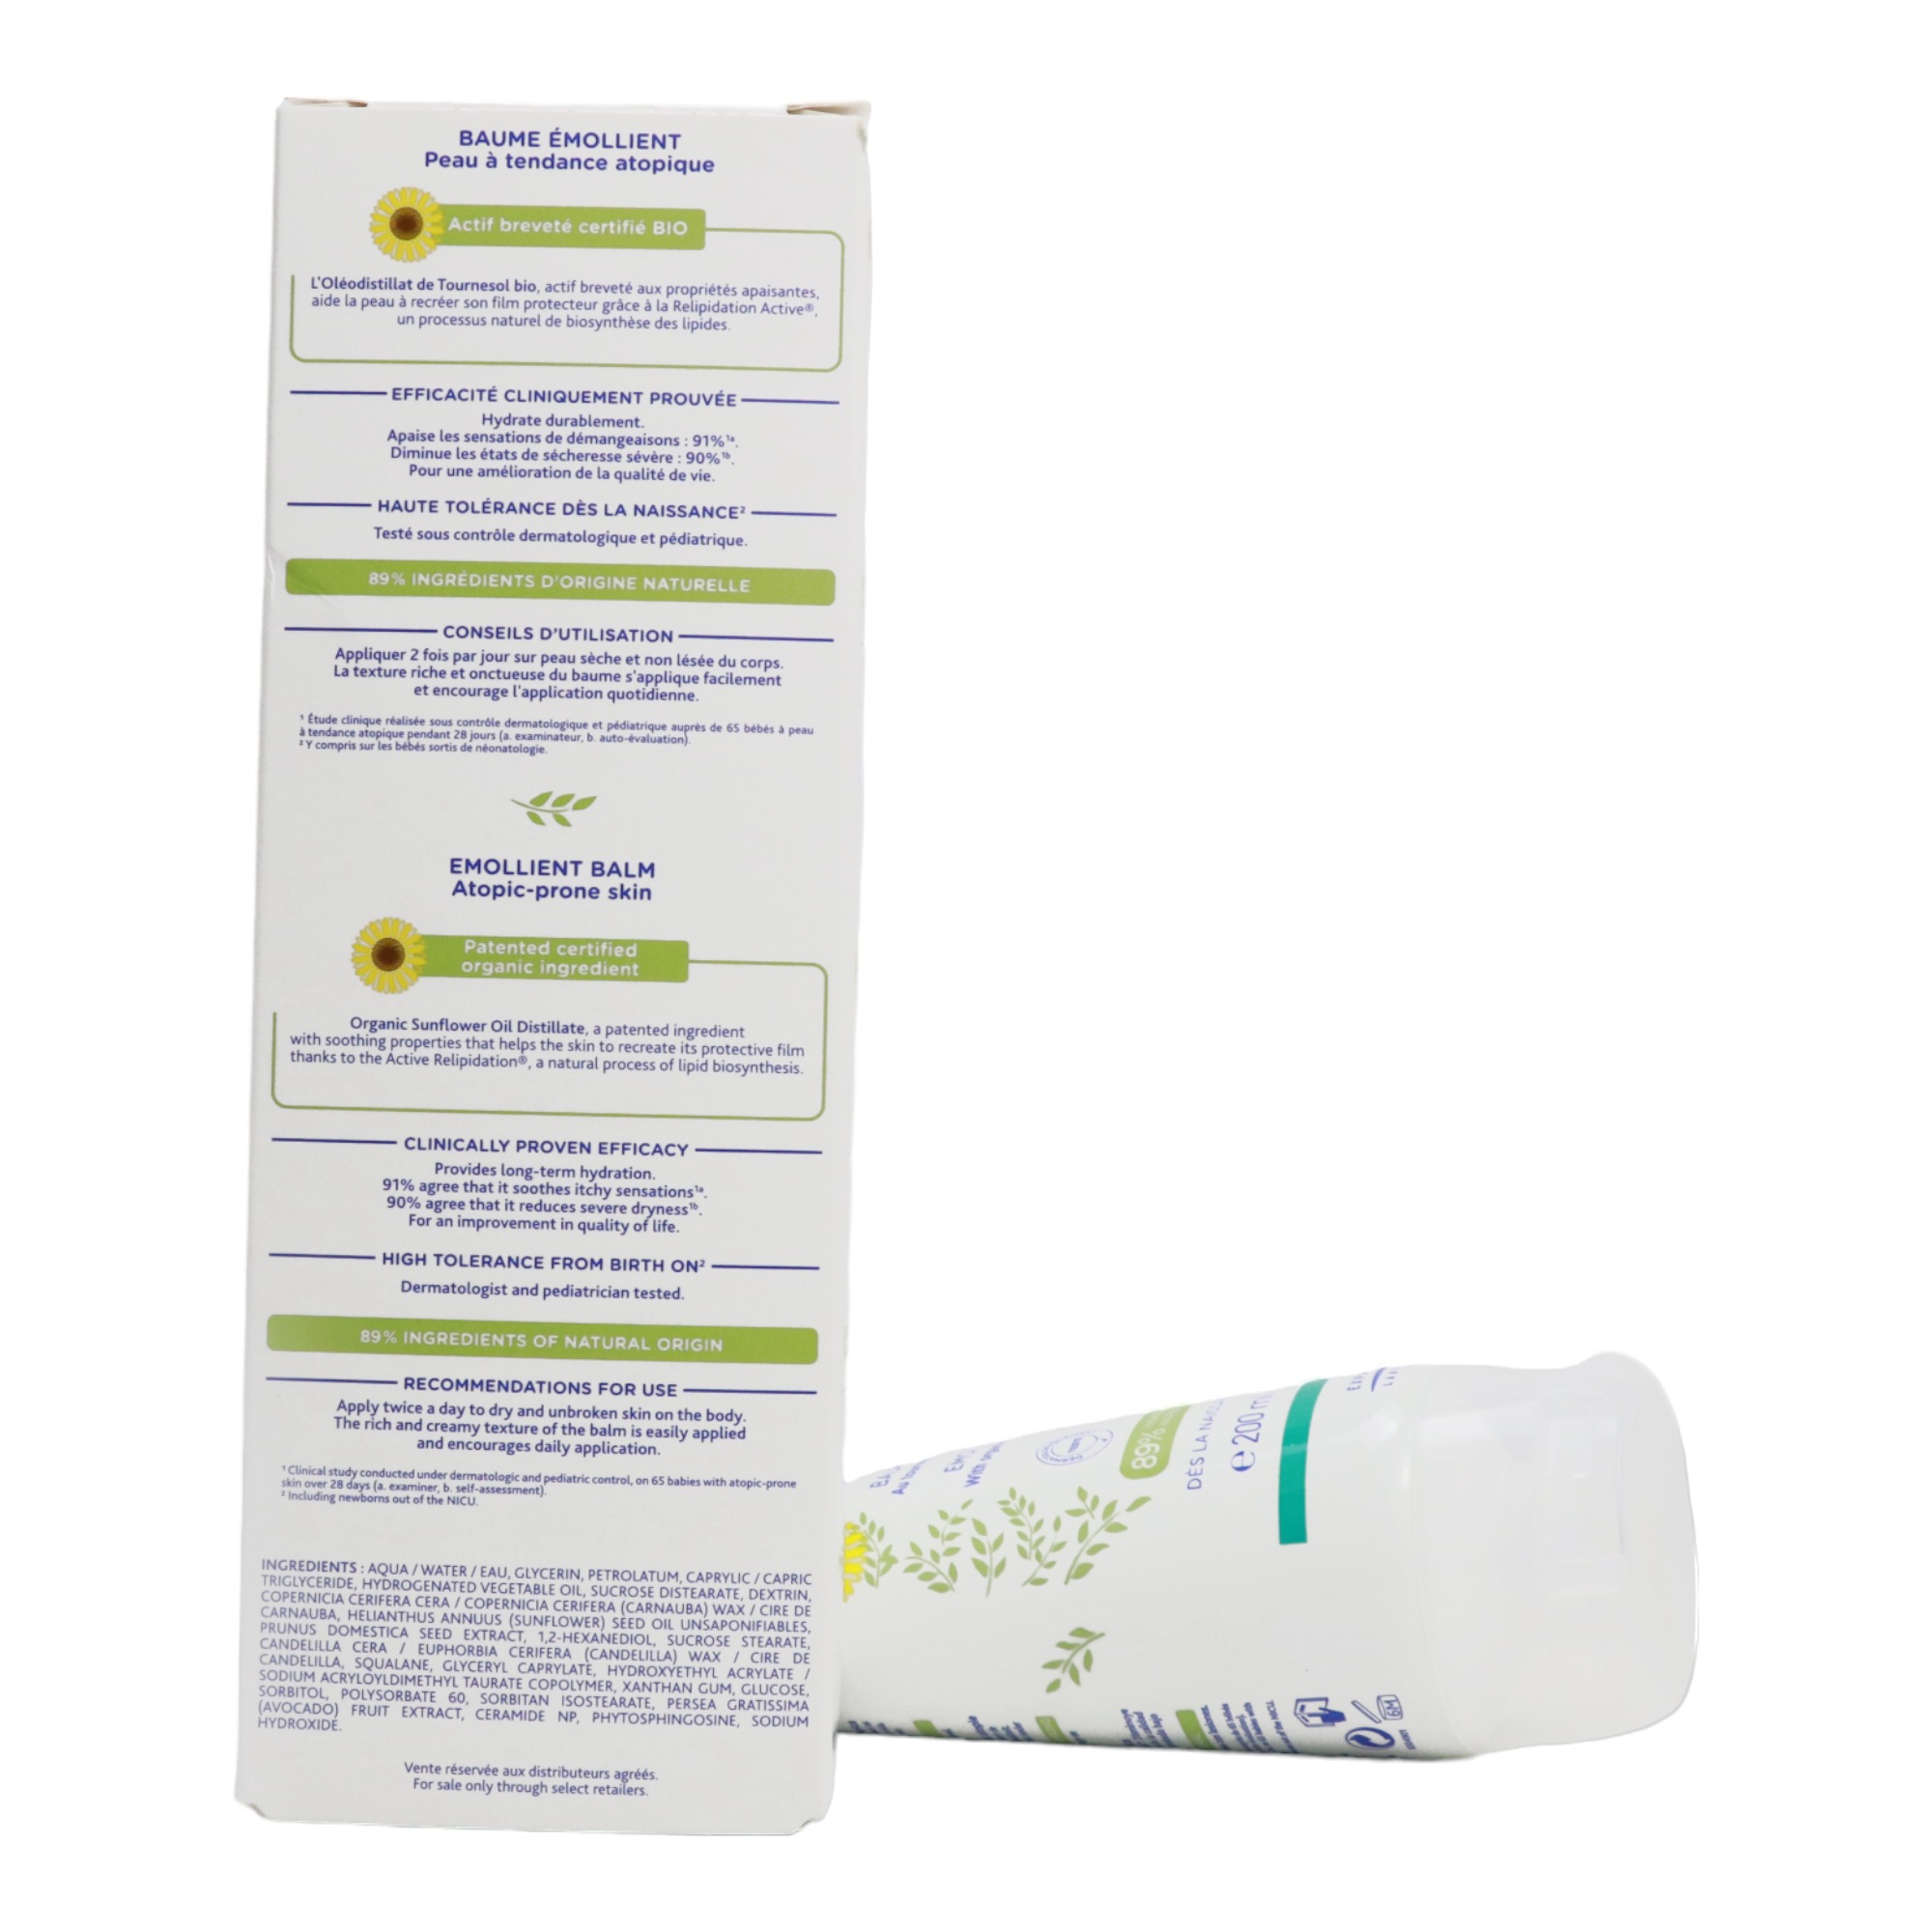 BAUME ÉMOLLIENT
Peau à tendance atopique
Actif breveté certifié BIO
L'Oléodistillat de Tournesol bio, actif breveté aux propriétés apaisantes,
aide la peau à recréer son film protecteur grâce à la Relipidation Active®,
un processus naturel de biosynthèse des lipides.
EFFICACITÉ CLINIQUEMENT PROUVÉE
Hydrate durablement.
Apaise les sensations de démangeaisons : 91%¹ᵃ.
Diminue les états de sécheresse sévère : 90%¹ᵇ.
Pour une amélioration de la qualité de vie.
HAUTE TOLÉRANCE DÈS LA NAISSANCE²
Testé sous contrôle dermatologique et pédiatrique.
89% INGRÉDIENTS D'ORIGINE NATURELLE
CONSEILS D'UTILISATION
Appliquer 2 fois par jour sur peau sèche et non lésée du corps.
La texture riche et onctueuse du baume s'applique facilement
et encourage l'application quotidienne.
¹ Étude clinique réalisée sous contrôle dermatologique et pédiatrique auprès de 65 bébés à peau
à tendance atopique pendant 28 jours (a. examinateur, b. auto-évaluation).
² Y compris sur les bébés sortis de néonatologie.
EMOLLIENT BALM
Atopic-prone skin
Patented certified
organic ingredient
Organic Sunflower Oil Distillate, a patented ingredient
with soothing properties that helps the skin to recreate its protective film
thanks to the Active Relipidation®, a natural process of lipid biosynthesis.
CLINICALLY PROVEN EFFICACY
Provides long-term hydration.
91% agree that it soothes itchy sensations¹ᵃ.
90% agree that it reduces severe dryness¹ᵇ.
For an improvement in quality of life.
HIGH TOLERANCE FROM BIRTH ON²
Dermatologist and pediatrician tested.
89% INGREDIENTS OF NATURAL ORIGIN
RECOMMENDATIONS FOR USE
Apply twice a day to dry and unbroken skin on the body.
The rich and creamy texture of the balm is easily applied
and encourages daily application.
¹ Clinical study conducted under dermatologic and pediatric control, on 65 babies with atopic-prone
skin over 28 days (a. examiner, b. self-assessment).
² Including newborns out of the NICU.
INGREDIENTS : AQUA / WATER / EAU, GLYCERIN, PETROLATUM, CAPRYLIC / CAPRIC
TRIGLYCERIDE, HYDROGENATED VEGETABLE OIL, SUCROSE DISTEARATE, DEXTRIN,
COPERNICIA CERIFERA CERA / COPERNICIA CERIFERA (CARNAUBA) WAX / CIRE DE
CARNAUBA, HELIANTHUS ANNUUS (SUNFLOWER) SEED OIL UNSAPONIFIABLES,
PRUNUS DOMESTICA SEED EXTRACT, 1,2-HEXANEDIOL, SUCROSE STEARATE,
CANDELILLA CERA / EUPHORBIA CERIFERA (CANDELILLA) WAX / CIRE DE
CANDELILLA, SQUALANE, GLYCERYL CAPRYLATE, HYDROXYETHYL ACRYLATE /
SODIUM ACRYLOYLDIMETHYL TAURATE COPOLYMER, XANTHAN GUM, GLUCOSE,
SORBITOL, POLYSORBATE 60, SORBITAN ISOSTEARATE, PERSEA GRATISSIMA
(AVOCADO) FRUIT EXTRACT, CERAMIDE NP, PHYTOSPHINGOSINE, SODIUM
HYDROXIDE.
Vente réservée aux distributeurs agréés.
For sale only through select retailers.
With
89%
DÈS LA
e 200 m
of the NICU.